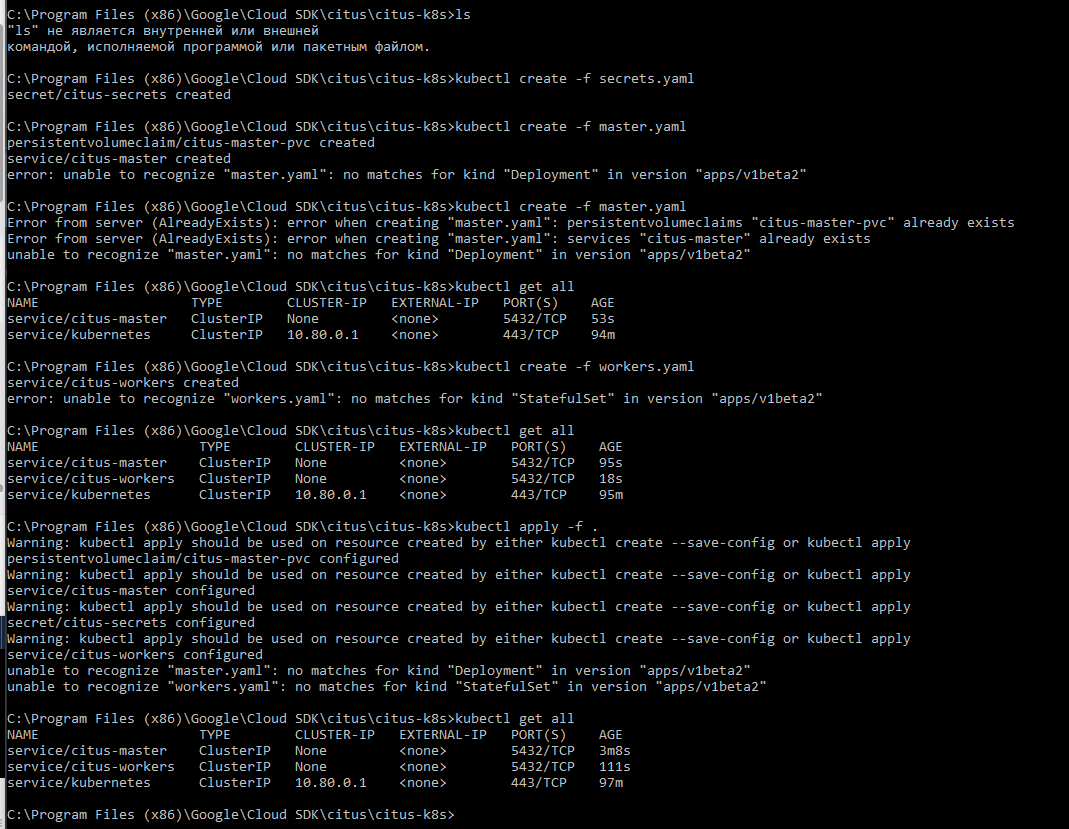 C:\Program Files (x86)\Google\Cloud SDK\citus\citus-k8s>ls
"ls" не является внутренней или внешней
командой, исполняемой программой или пакетным файлом.
C:\Program Files (x86)\Google\Cloud SDK\citus\citus-k8s>kubectl create -f secrets.yaml
secret/citus-secrets created
C:\Program Files (x86)\Google\Cloud SDK\citus\citus-k8s>kubectl create -f master.yaml
persistentvolumeclaim/citus-master-pvc created
service/citus-master created
error: unable to recognize "master.yaml": no matches for kind "Deployment" in version "apps/v1beta2"
C:\Program Files (x86)\Google\Cloud SDK\citus\citus-k8s>kubectl create -f master.yaml
Error from server (AlreadyExists): error when creating "master.yaml": persistentvolumeclaims "citus-master-pvc" already exists
Error from server (AlreadyExists): error when creating "master.yaml": services "citus-master" already exists
unable to recognize "master.yaml": no matches for kind "Deployment" in version "apps/v1beta2"
C:\Program Files (x86)\Google\Cloud SDK\citus\citus-k8s>kubectl get all
NAME TYPE CLUSTER-IP EXTERNAL-IP PORT(S) AGE
service/citus-master ClusterIP None <none> 5432/TCP 53s
service/kubernetes ClusterIP 10.80.0.1 <none> 443/TCP 94m
C:\Program Files (x86)\Google\Cloud SDK\citus\citus-k8s>kubectl create -f workers.yaml
service/citus-workers created
error: unable to recognize "workers.yaml": no matches for kind "StatefulSet" in version "apps/v1beta2"
C:\Program Files (x86)\Google\Cloud SDK\citus\citus-k8s>kubectl get all
NAME TYPE CLUSTER-IP EXTERNAL-IP PORT(S) AGE
service/citus-master ClusterIP None <none> 5432/TCP 95s
service/citus-workers ClusterIP None <none> 5432/TCP 18s
service/kubernetes ClusterIP 10.80.0.1 <none> 443/TCP 95m
C:\Program Files (x86)\Google\Cloud SDK\citus\citus-k8s>kubectl apply -f .
Warning: kubectl apply should be used on resource created by either kubectl create --save-config or kubectl apply
persistentvolumeclaim/citus-master-pvc configured
Warning: kubectl apply should be used on resource created by either kubectl create --save-config or kubectl apply
service/citus-master configured
Warning: kubectl apply should be used on resource created by either kubectl create --save-config or kubectl apply
secret/citus-secrets configured
Warning: kubectl apply should be used on resource created by either kubectl create --save-config or kubectl apply
service/citus-workers configured
unable to recognize "master.yaml": no matches for kind "Deployment" in version "apps/v1beta2"
unable to recognize "workers.yaml": no matches for kind "StatefulSet" in version "apps/v1beta2"
C:\Program Files (x86)\Google\Cloud SDK\citus\citus-k8s>kubectl get all
NAME TYPE CLUSTER-IP EXTERNAL-IP PORT(S) AGE
service/citus-master ClusterIP None <none> 5432/TCP 3m8s
service/citus-workers ClusterIP None <none> 5432/TCP 111s
service/kubernetes ClusterIP 10.80.0.1 <none> 443/TCP 97m
C:\Program Files (x86)\Google\Cloud SDK\citus\citus-k8s>